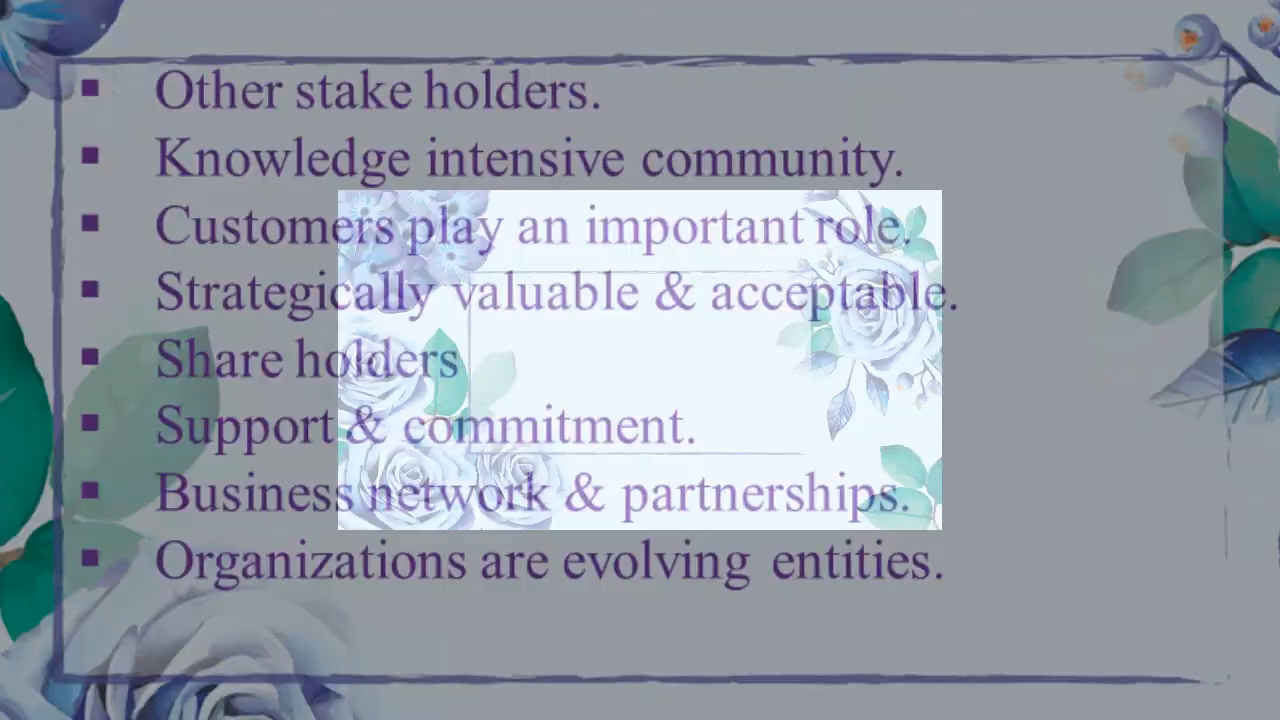 ▪ Other stake holders.
▪ Knowledge intensive community.
▪ Customers play an important role.
▪ Strategically valuable & acceptable.
▪ Share holders
▪ Support & commitment.
▪ Business network & partnerships.
▪ Organizations are evolving entities.